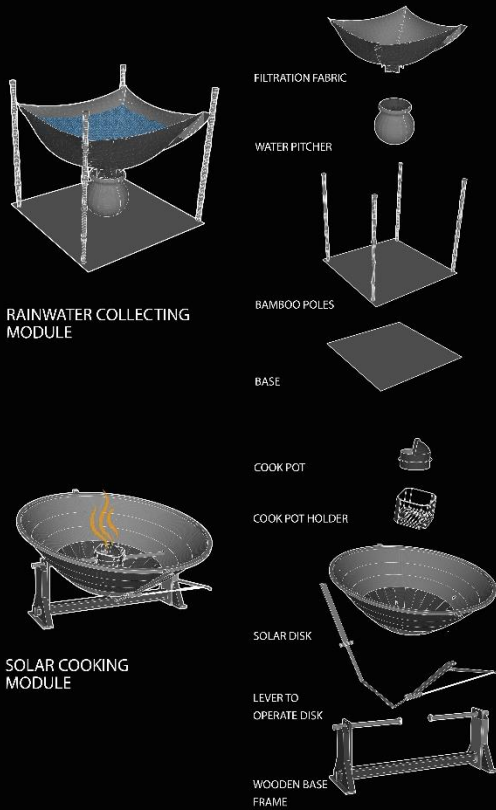 FILTRATION FABRIC
WATER PITCHER
BAMBOO POLES
BASE
RAINWATER COLLECTING
MODULE
COOK POT
COOK POT HOLDER
SOLAR DISK
LEVER TO
OPERATE DISK
WOODEN BASE
FRAME
SOLAR COOKING
MODULE